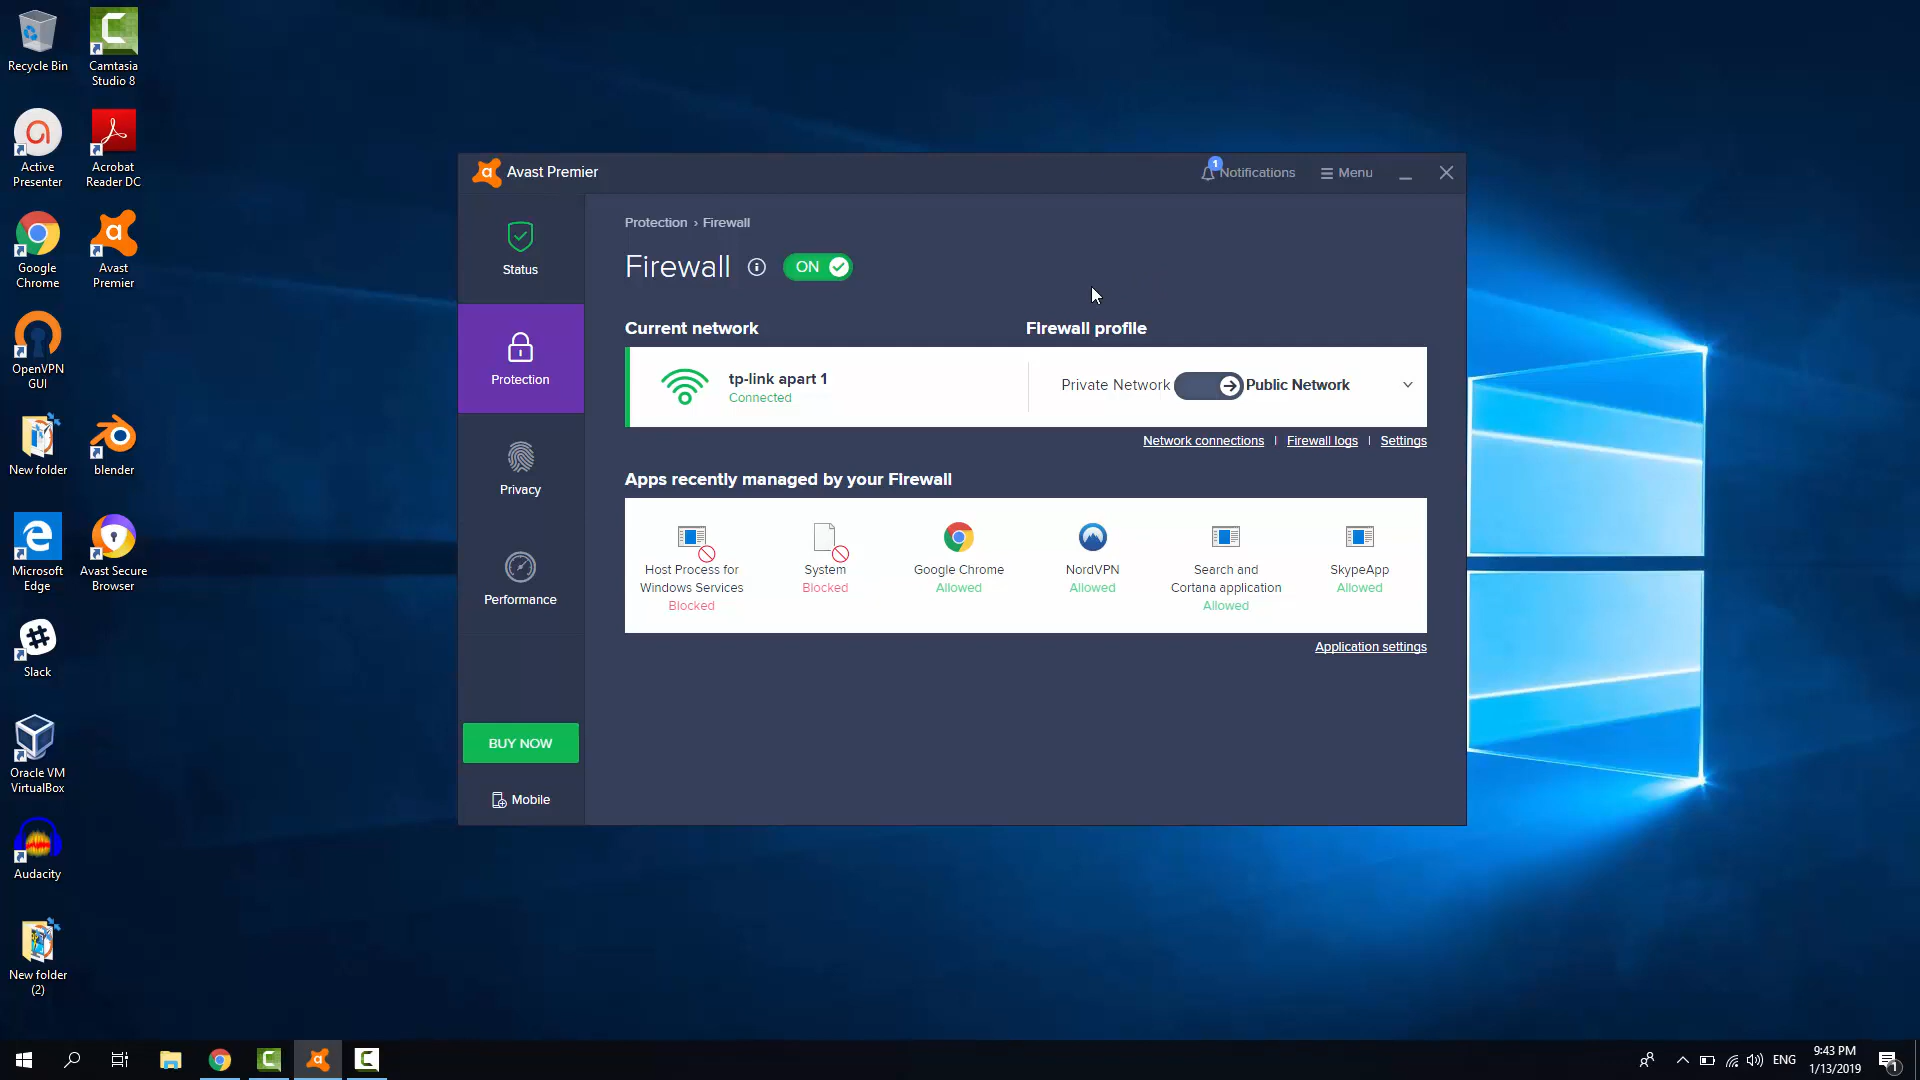 Recycle Bin
Camtasia
Studio 8
Active
Presenter
Acrobat
Reader DC
Google
Chrome
Avast
Premier
OpenVPN
GUI
New folder
blender
Microsoft
Edge
Avast Secure
Browser
Slack
Oracle VM
VirtualBox
Audacity
New folder
(2)
Avast Premier
1
Notifications
Menu
Status
Protection
Privacy
Performance
BUY NOW
Mobile
Protection › Firewall
Firewall ON
Current network
Firewall profile
tp-link apart 1
Connected
Private Network Public Network
Network connections | Firewall logs | Settings
Apps recently managed by your Firewall
Host Process for
Windows Services
Blocked
System
Blocked
Google Chrome
Allowed
NordVPN
Allowed
Search and
Cortana application
Allowed
SkypeApp
Allowed
Application settings
ENG
9:43 PM
1/13/2019
1